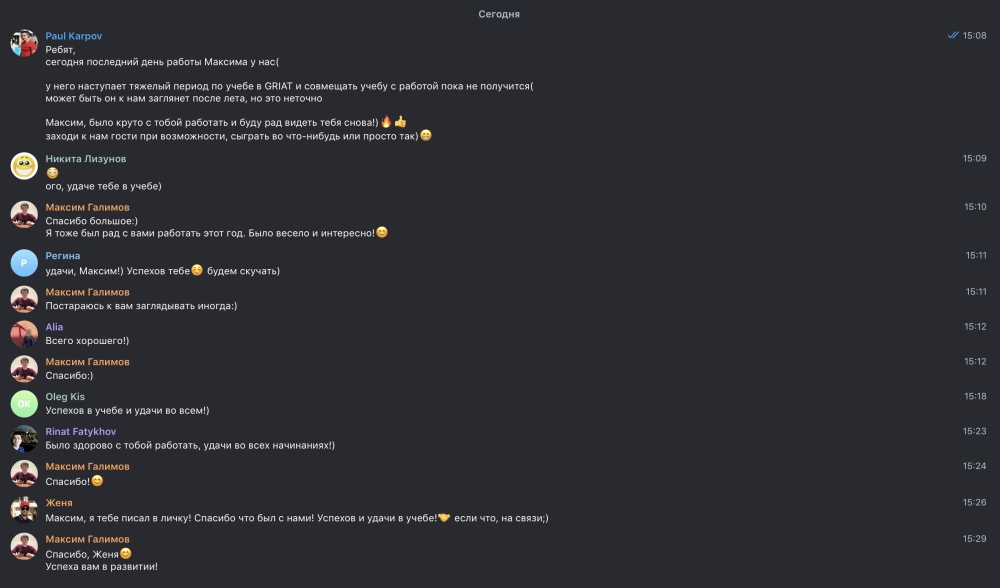 Сегодня
Paul Karpov 15:08
Ребят,
сегодня последний день работы Максима у нас(
у него наступает тяжелый период по учебе в GRIAT и совмещать учебу с работой пока не получится(
может быть он к нам заглянет после лета, но это неточно
Максим, было круто с тобой работать и буду рад видеть тебя снова!)🔥👍
заходи к нам гости при возможности, сыграть во что-нибудь или просто так)😁
Никита Лизунов 15:09
😳
ого, удаче тебе в учебе)
Максим Галимов 15:10
Спасибо большое:)
Я тоже был рад с вами работать этот год. Было весело и интересно!😊
Р
Регина 15:11
удачи, Максим!) Успехов тебе☺️ будем скучать)
Максим Галимов 15:11
Постараюсь к вам заглядывать иногда:)
Alia 15:12
Всего хорошего!)
Максим Галимов 15:12
Спасибо:)
OK
Oleg Kis 15:18
Успехов в учебе и удачи во всем!)
Rinat Fatykhov 15:23
Было здорово с тобой работать, удачи во всех начинаниях!)
Максим Галимов 15:24
Спасибо!😊
Женя 15:26
Максим, я тебе писал в личку! Спасибо что был с нами! Успехов и удачи в учебе!🤝 если что, на связи;)
Максим Галимов 15:29
Спасибо, Женя😊
Успеха вам в развитии!